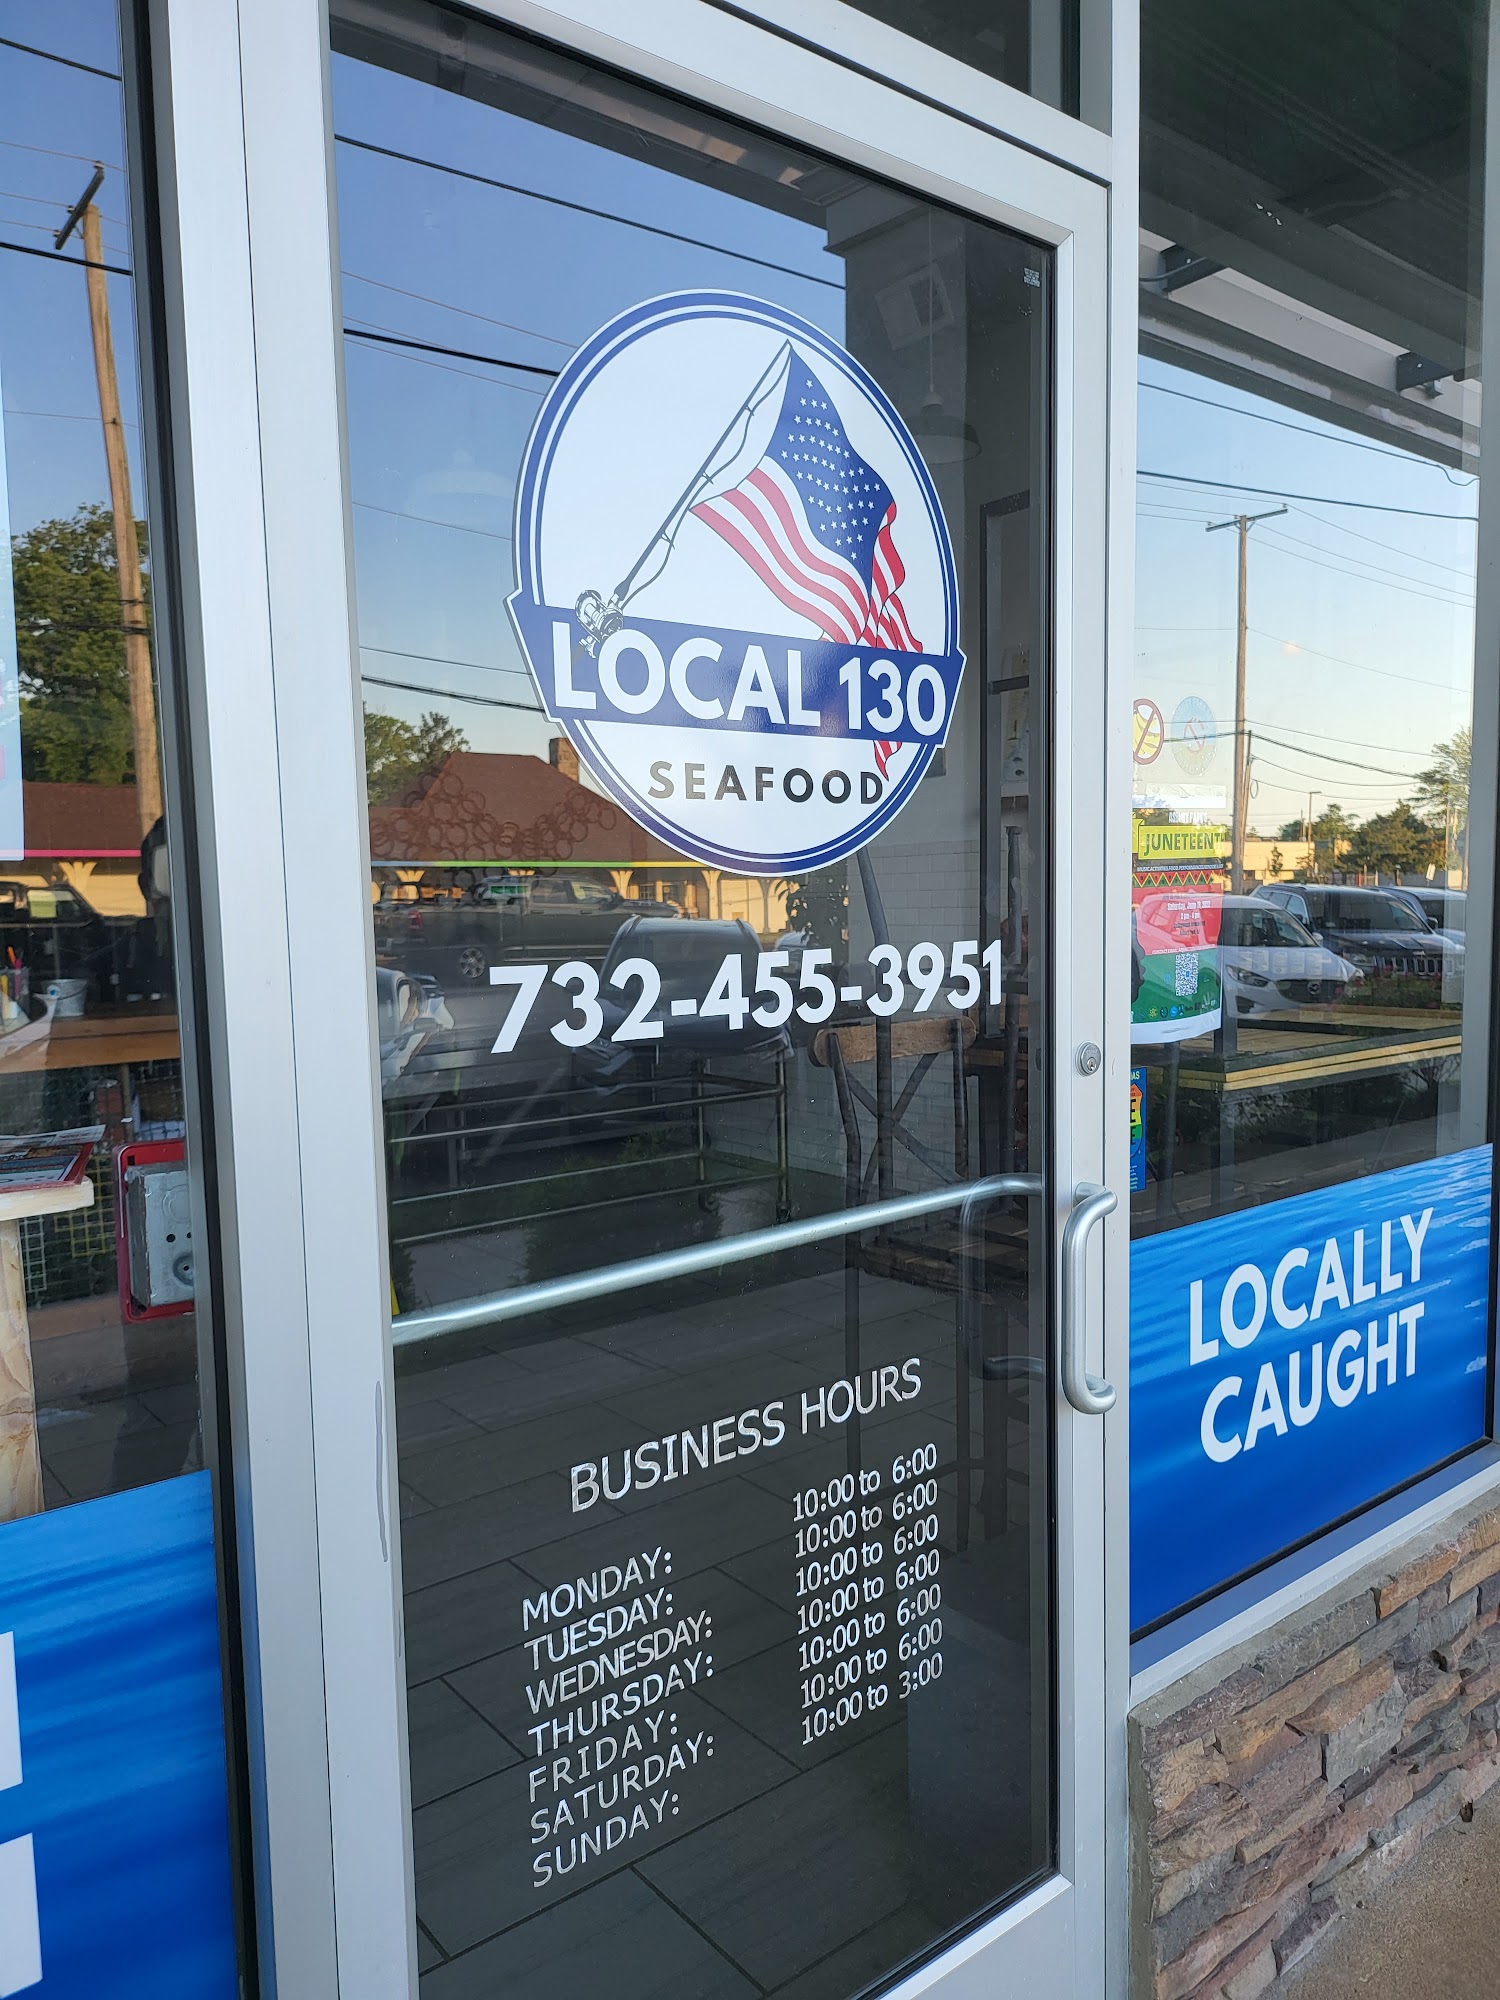 LOCAL 130
SEAFOOD
732-455-3951
BUSINESS HOURS
MONDAY: 10:00 to 6:00
TUESDAY: 10:00 to 6:00
WEDNESDAY: 10:00 to 6:00
THURSDAY: 10:00 to 6:00
FRIDAY: 10:00 to 6:00
SATURDAY: 10:00 to 6:00
SUNDAY: 10:00 to 3:00
JUNETEENT
LOCALLY
CAUGHT